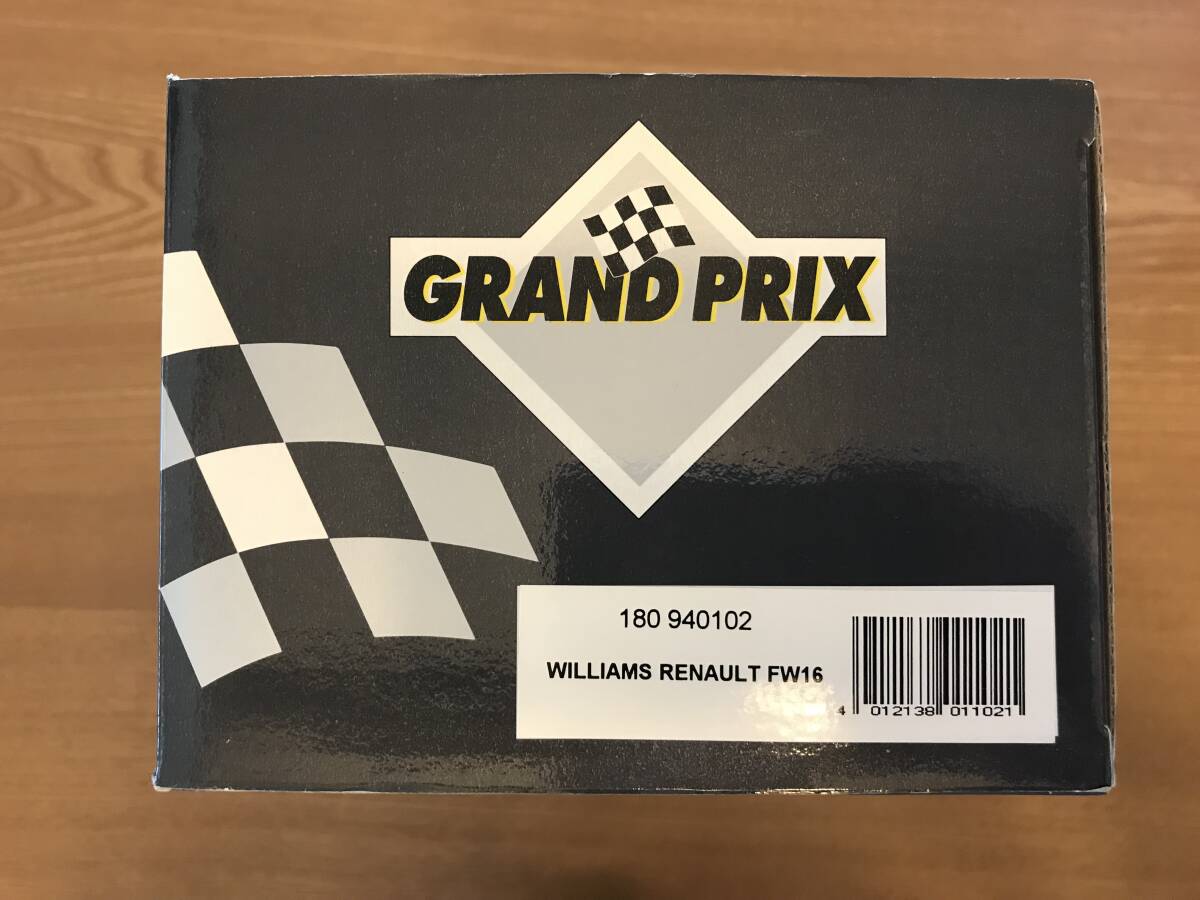 GRAND PRIX
180 940102
WILLIAMS RENAULT FW16
4 012138 011021